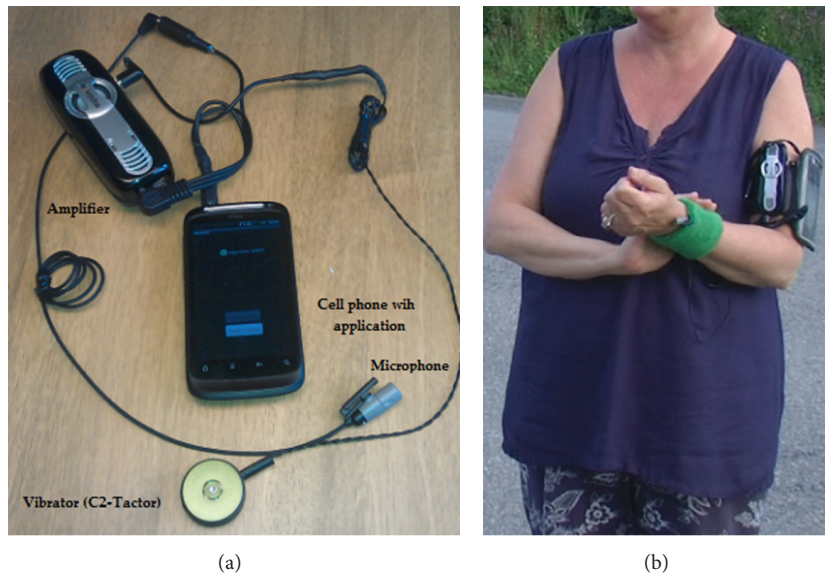 Amplifier
Cell phone wih
application
Microphone
Vibrator (C2-Tactor)
(a)
(b)